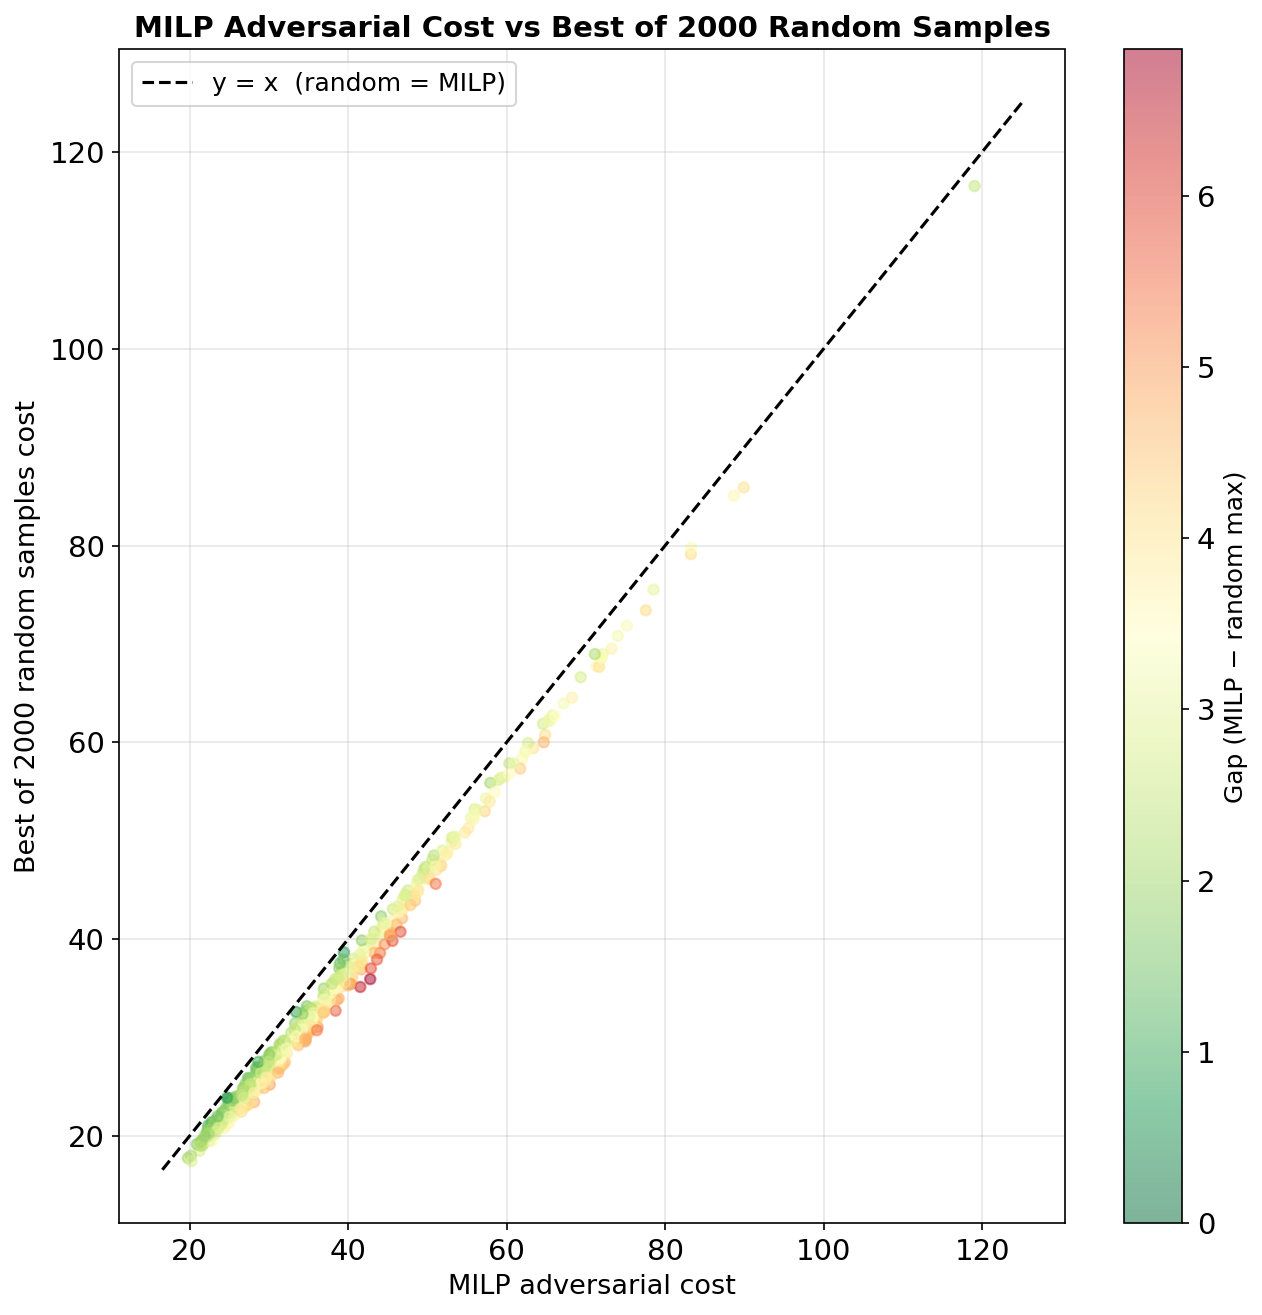 MILP Adversarial Cost vs Best of 2000 Random Samples
y = x  (random = MILP)
120
100
80
60
40
20
Best of 2000 random samples cost
20 40 60 80 100 120
MILP adversarial cost
6
5
4
3
2
1
0
Gap (MILP − random max)